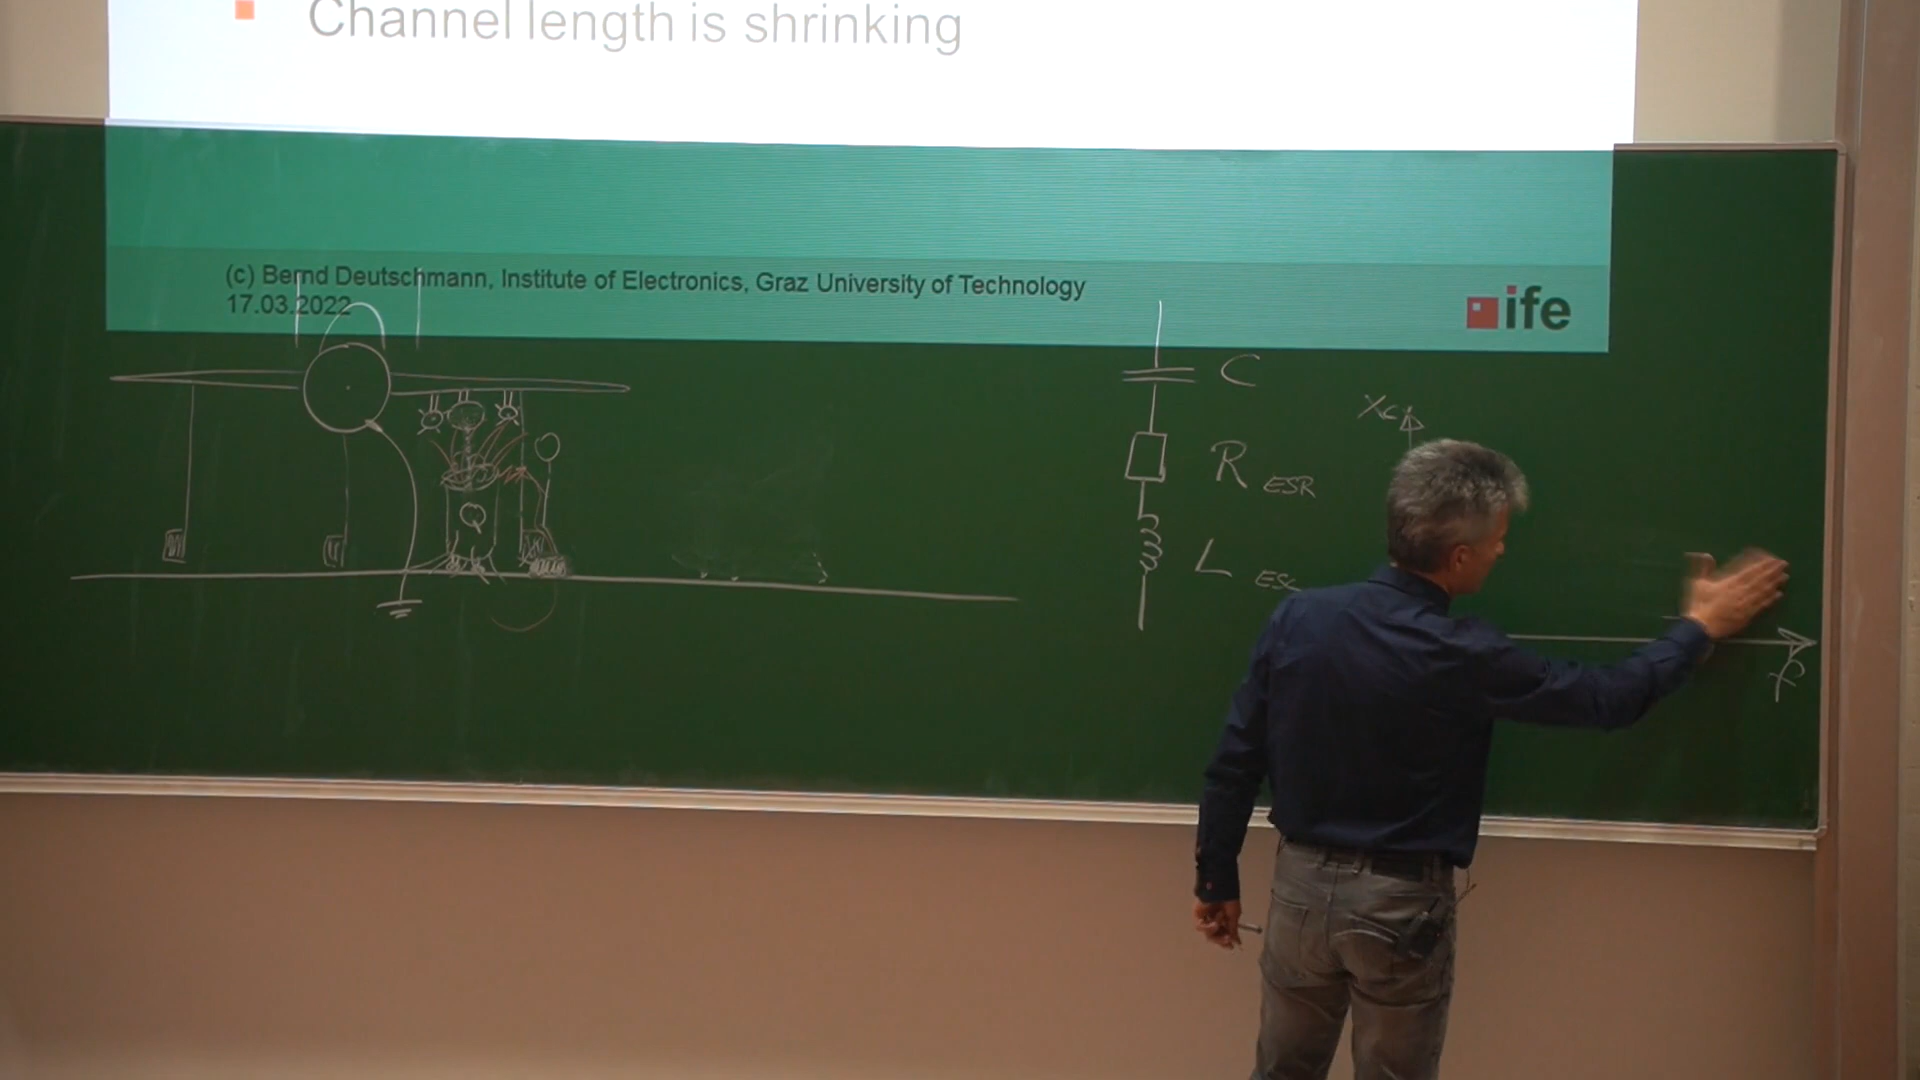 Channel length is shrinking
(c) Bernd Deutschmann, Institute of Electronics, Graz University of Technology
17.03.2022
ife
C
Xc
R ESR
Q
L ESL
f